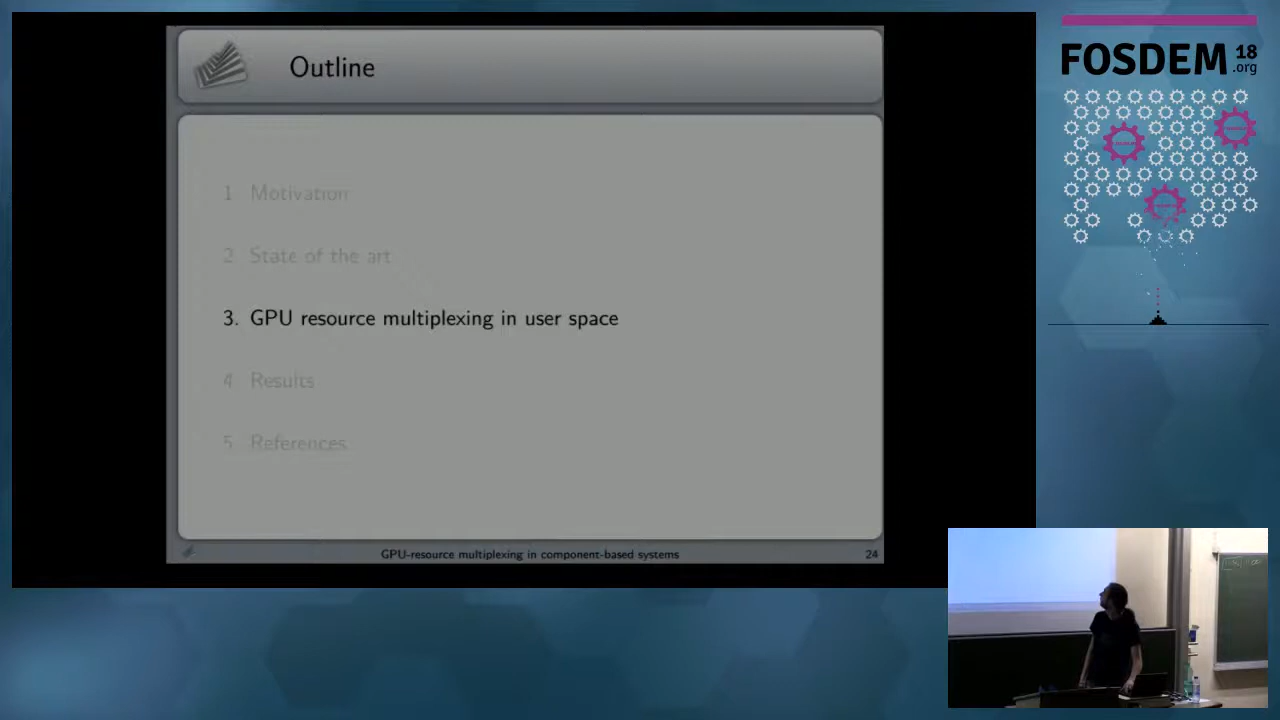 Outline
1 Motivation
2 State of the art
3. GPU resource multiplexing in user space
4 Results
5 References
GPU-resource multiplexing in component-based systems
24
FOSDEM 18
.org